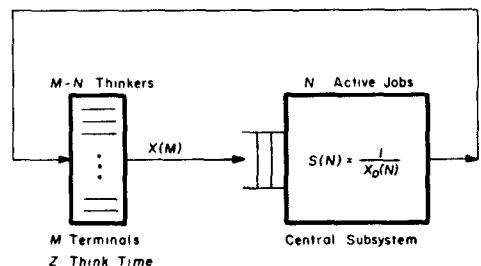 M-N Thinkers
N Active Jobs
X(M)
S(N) = 1/X₀(N)
M Terminals
Z Think Time
Central Subsystem